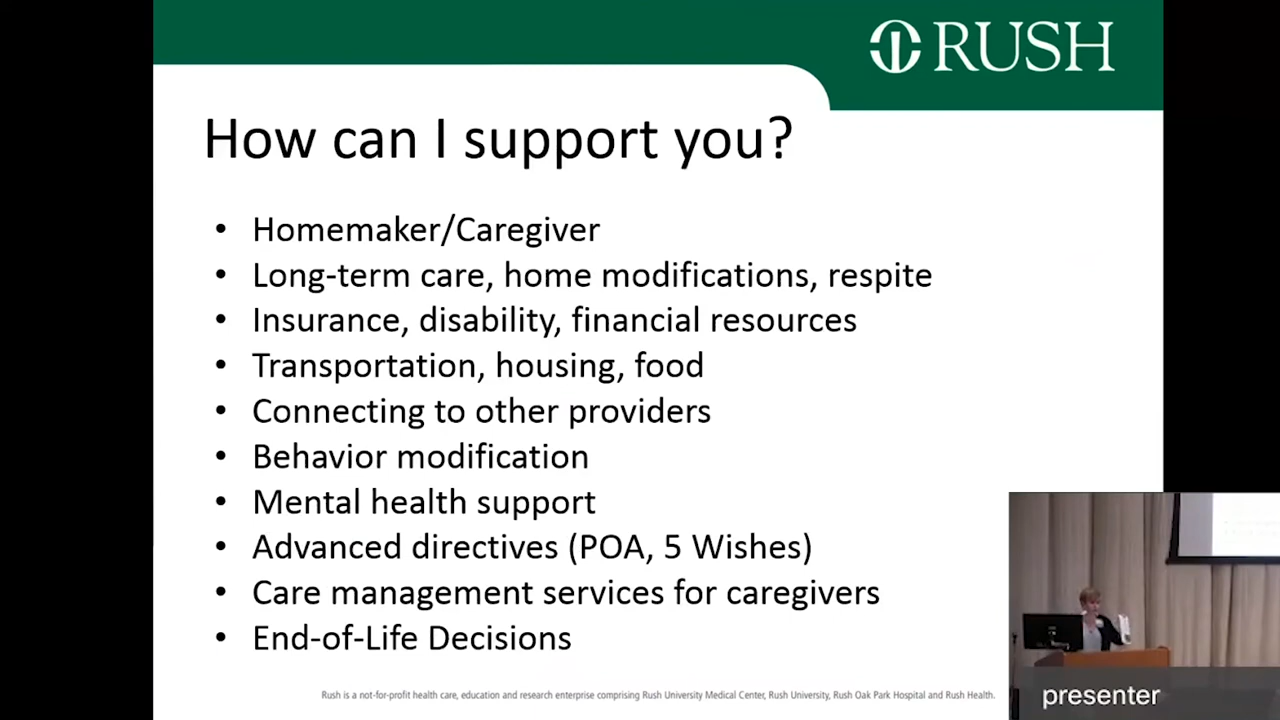 RUSH
How can I support you?
• Homemaker/Caregiver
• Long-term care, home modifications, respite
• Insurance, disability, financial resources
• Transportation, housing, food
• Connecting to other providers
• Behavior modification
• Mental health support
• Advanced directives (POA, 5 Wishes)
• Care management services for caregivers
• End-of-Life Decisions
Rush is a not-for-profit health care, education and research enterprise comprising Rush University Medical Center, Rush University, Rush Oak Park Hospital and Rush Health.
presenter